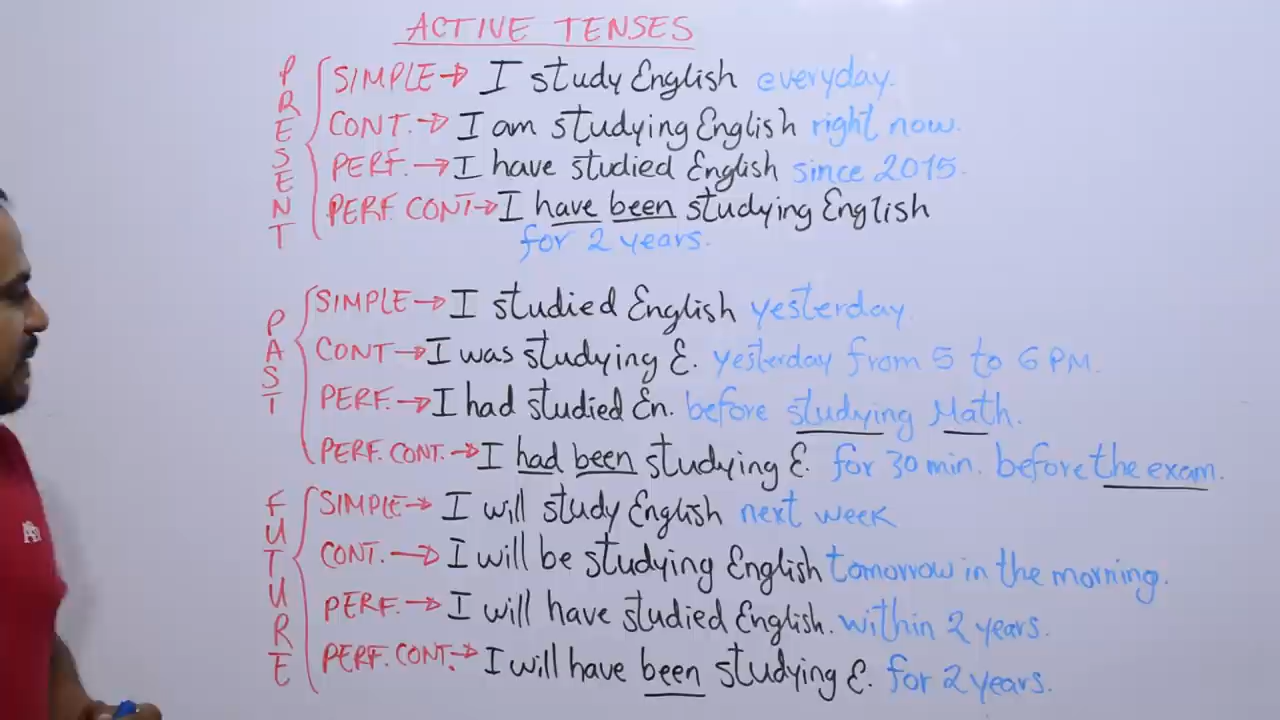 ACTIVE TENSES
PRESENT
SIMPLE → I study English everyday.
CONT. → I am studying English right now.
PERF. → I have studied English since 2015.
PERF. CONT → I have been studying English
for 2 years.
PAST
SIMPLE → I studied English yesterday.
CONT → I was studying E. yesterday from 5 to 6 PM.
PERF. → I had studied En. before studying Math.
PERF. CONT. → I had been studying E. for 30 min. before the exam.
FUTURE
SIMPLE → I will study English next week
CONT. → I will be studying English tomorrow in the morning.
PERF. → I will have studied English. within 2 years.
PERF. CONT. → I will have been studying E. for 2 years.